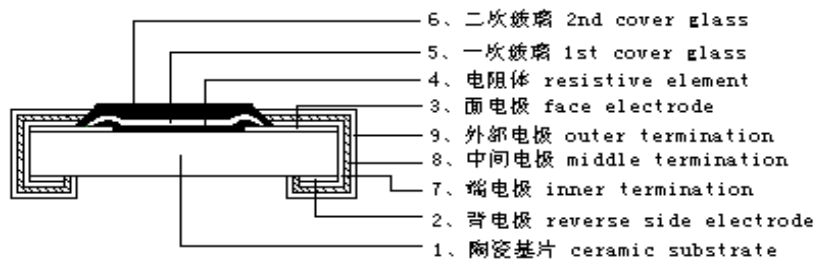 6、二次玻璃 2nd cover glass
5、一次玻璃 1st cover glass
4、电阻体 resistive element
3、面电极 face electrode
9、外部电极 outer termination
8、中间电极 middle termination
7、端电极 inner termination
2、背电极 reverse side electrode
1、陶瓷基片 ceramic substrate